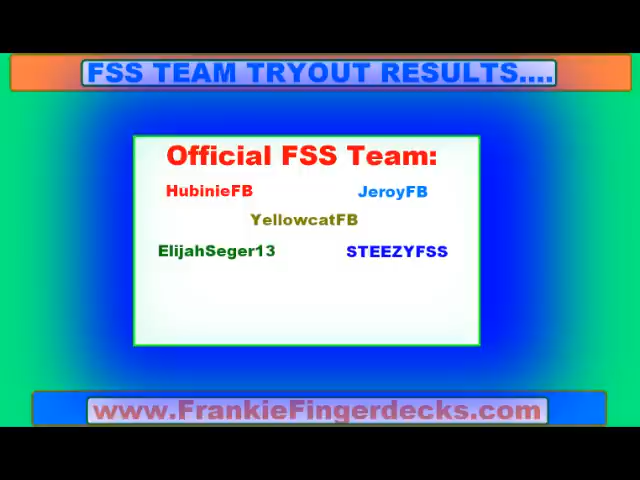 FSS TEAM TRYOUT RESULTS....
Official FSS Team:
HubinieFB JeroyFB
YellowcatFB
ElijahSeger13 STEEZYFSS
www.FrankieFingerdecks.com